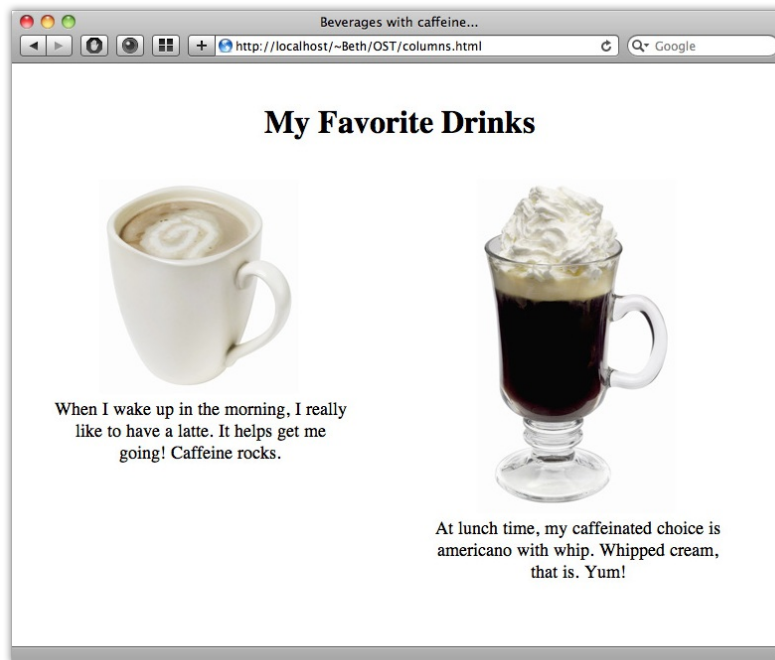 Beverages with caffeine...
http://localhost/~Beth/OST/columns.html
Google
My Favorite Drinks
When I wake up in the morning, I really
like to have a latte. It helps get me
going! Caffeine rocks.
At lunch time, my caffeinated choice is
americano with whip. Whipped cream,
that is. Yum!